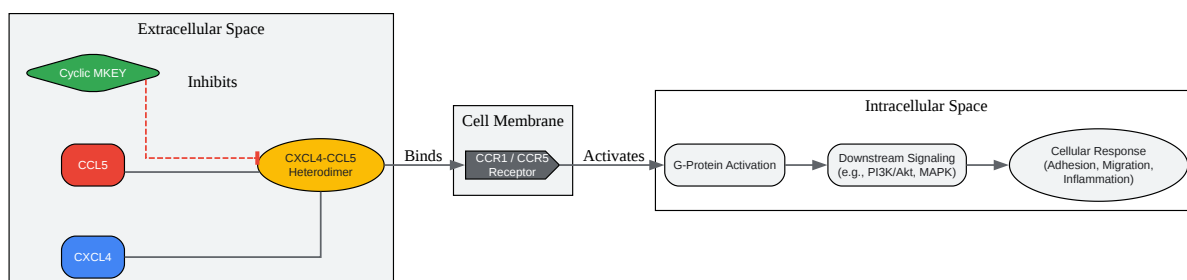 Extracellular Space
Cyclic MKEY
Inhibits
CCL5
CXCL4-CCL5
Heterodimer
CXCL4
Binds
Cell Membrane
CCR1 / CCR5
Receptor
Activates
Intracellular Space
G-Protein Activation
Downstream Signaling
(e.g., PI3K/Akt, MAPK)
Cellular Response
(Adhesion, Migration,
Inflammation)